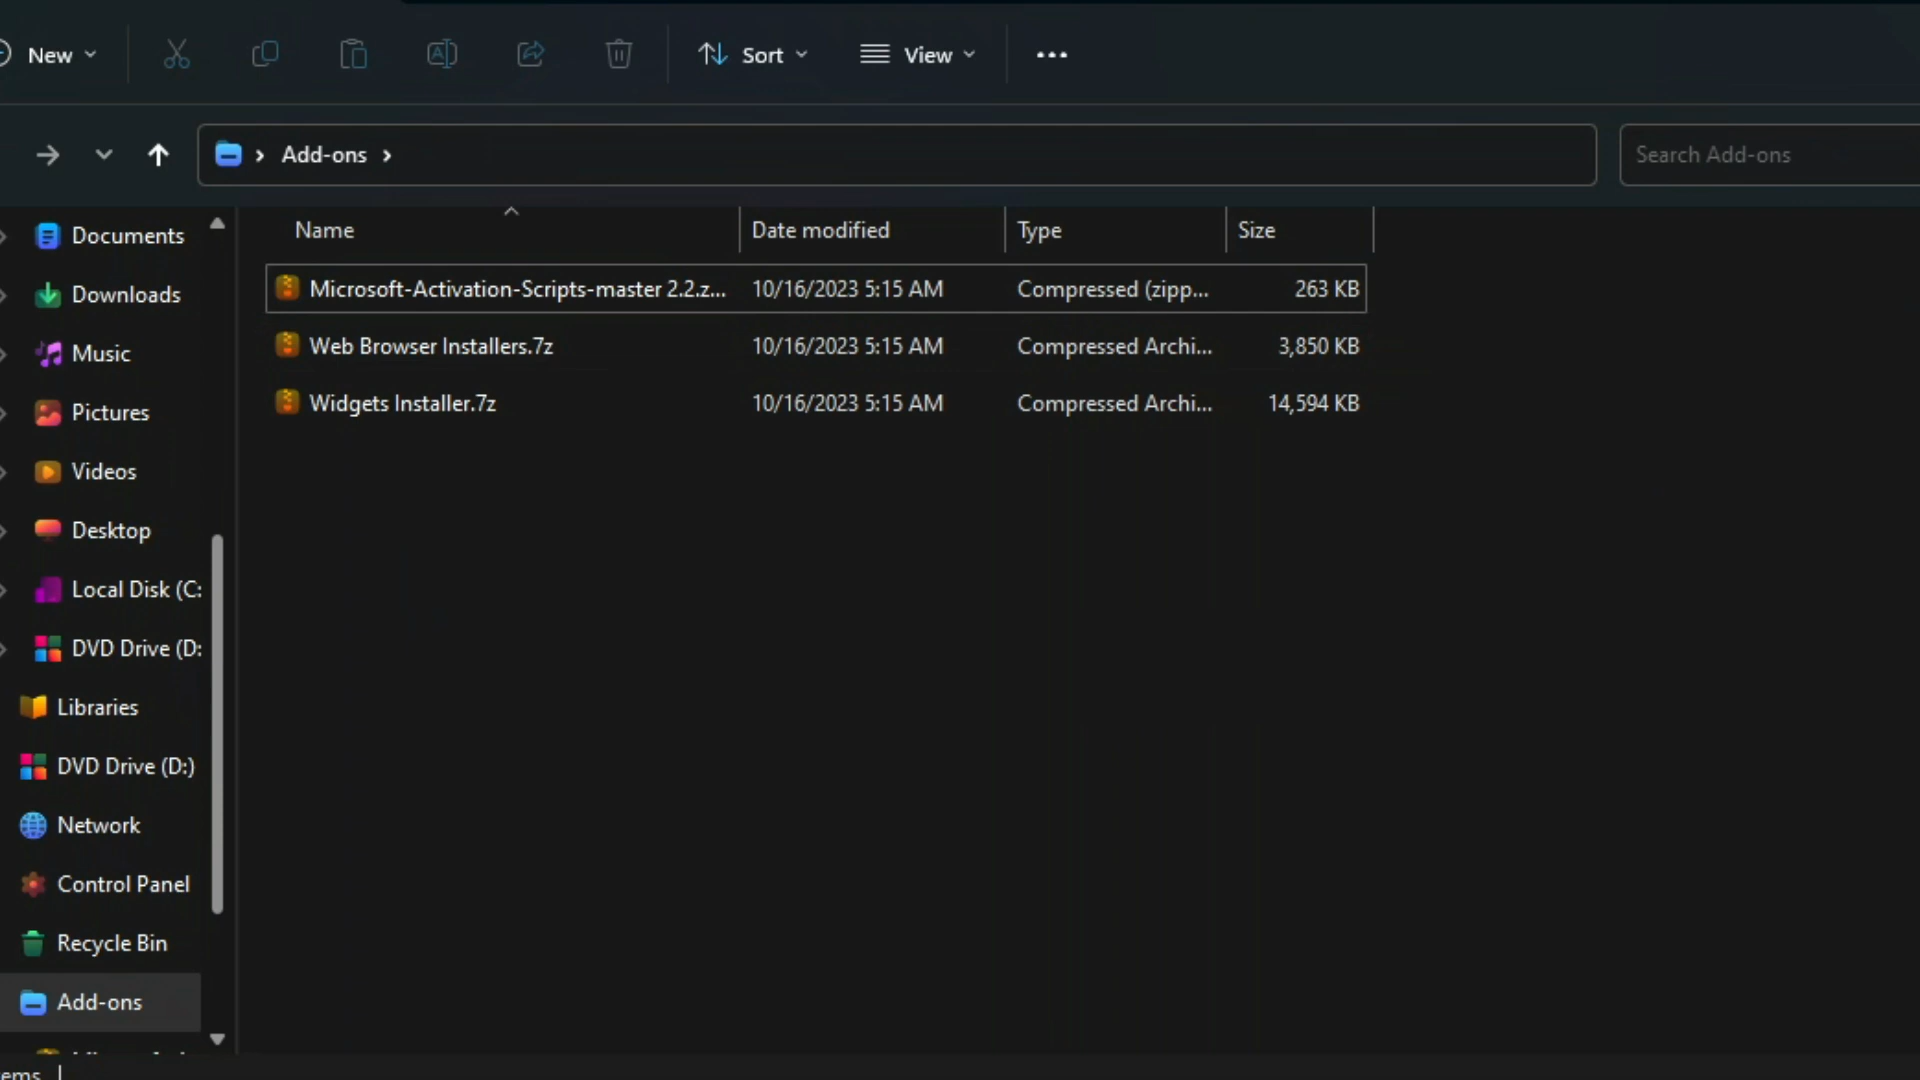 New
Sort
View
Add-ons
Search Add-ons
Name
Date modified
Type
Size
Microsoft-Activation-Scripts-master 2.2.z...
10/16/2023 5:15 AM
Compressed (zipp...
263 KB
Web Browser Installers.7z
10/16/2023 5:15 AM
Compressed Archi...
3,850 KB
Widgets Installer.7z
10/16/2023 5:15 AM
Compressed Archi...
14,594 KB
Documents
Downloads
Music
Pictures
Videos
Desktop
Local Disk (C:
DVD Drive (D:
Libraries
DVD Drive (D:)
Network
Control Panel
Recycle Bin
Add-ons